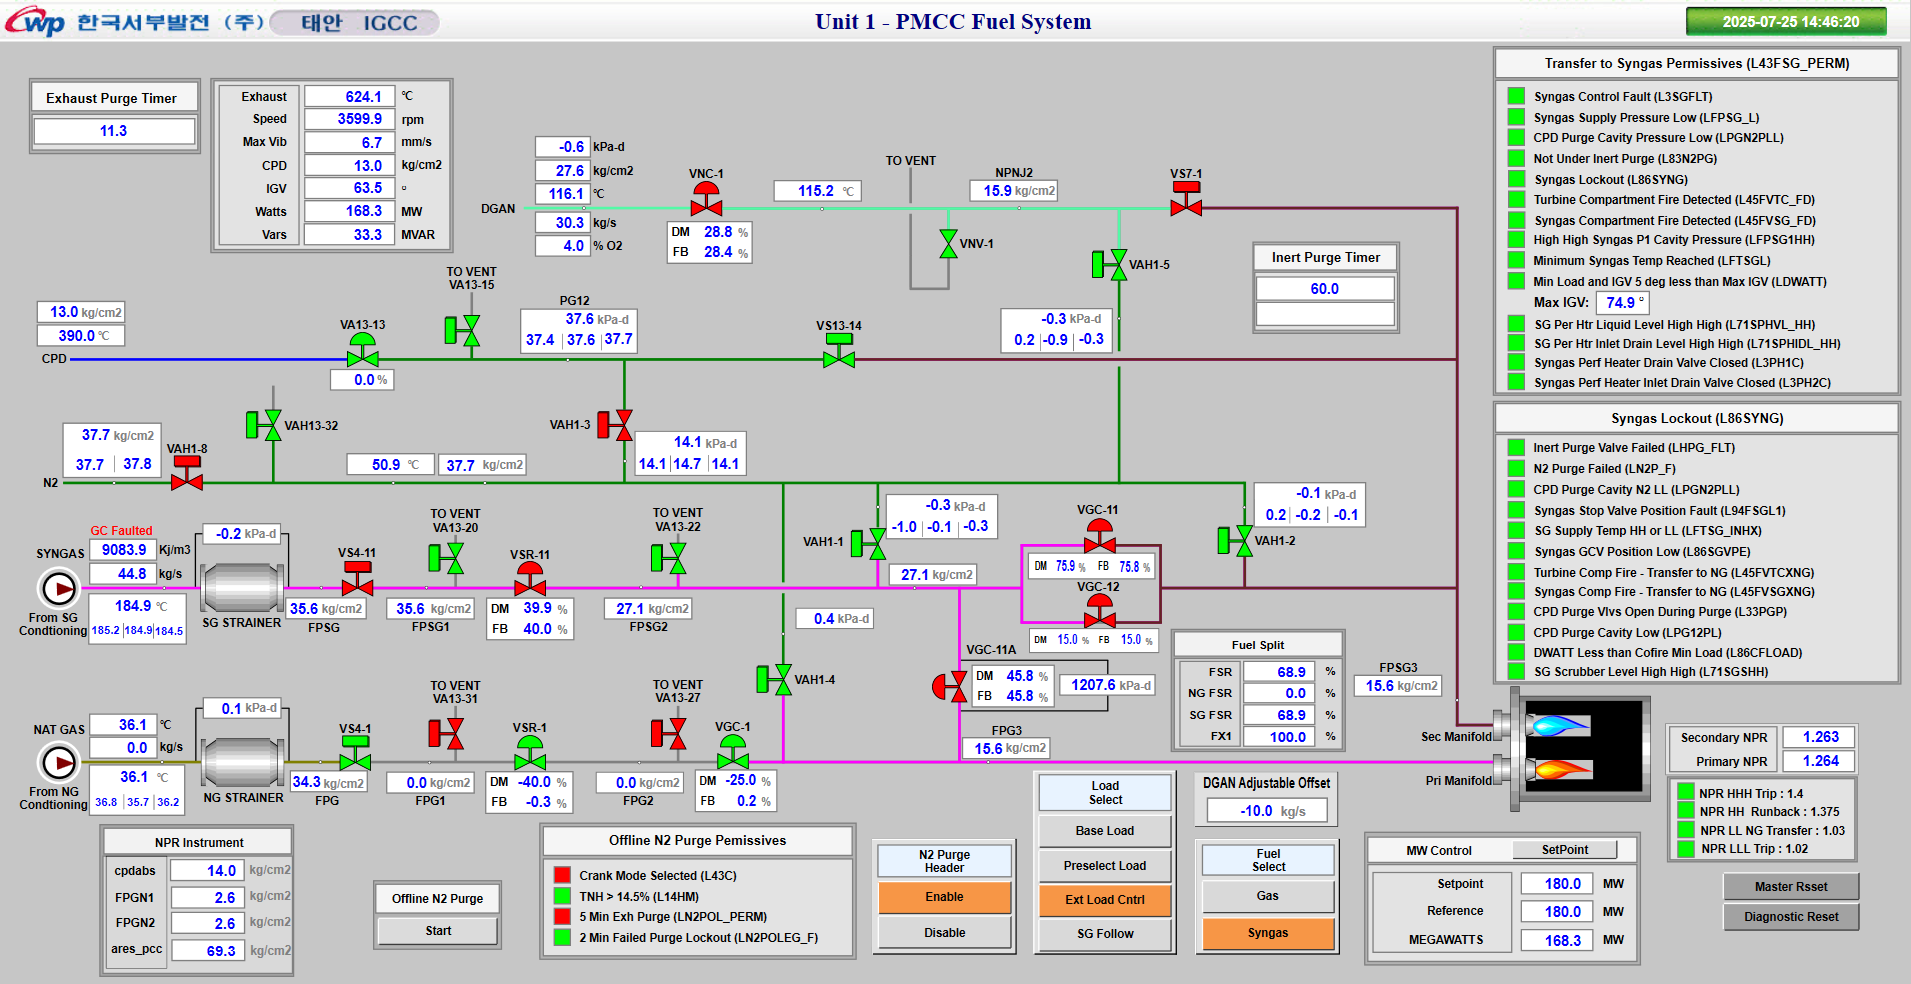 cwp 한국서부발전 (주) 태안 IGCC
Unit 1 - PMCC Fuel System
2025-07-25 14:46:20
Exhaust Purge Timer
11.3
Exhaust 624.1 °C
Speed 3599.9 rpm
Max Vib 6.7 mm/s
CPD 13.0 kg/cm2
IGV 63.5 °
Watts 168.3 MW
Vars 33.3 MVAR
-0.6 kPa-d
27.6 kg/cm2
116.1 °C
DGAN
30.3 kg/s
4.0 % O2
VNC-1
DM 28.8 %
FB 28.4 %
115.2 °C
TO VENT
NPNJ2
15.9 kg/cm2
VS7-1
VNV-1
VAH1-5
Inert Purge Timer
60.0
13.0 kg/cm2
390.0 °C
CPD
VA13-13
0.0 %
TO VENT
VA13-15
PG12
37.6 kPa-d
37.4 37.6 37.7
VS13-14
-0.3 kPa-d
0.2 -0.9 -0.3
37.7 kg/cm2
37.7 37.8
N2
VAH1-8
VAH13-32
50.9 °C
37.7 kg/cm2
VAH1-3
14.1 kPa-d
14.1 14.7 14.1
GC Faulted
SYNGAS 9083.9 Kj/m3
44.8 kg/s
From SG
Condtioning
184.9 °C
185.2 184.9 184.5
-0.2 kPa-d
SG STRAINER
VS4-11
35.6 kg/cm2
FPSG
TO VENT
VA13-20
35.6 kg/cm2
FPSG1
VSR-11
DM 39.9 %
FB 40.0 %
TO VENT
VA13-22
27.1 kg/cm2
FPSG2
VAH1-1
-0.3 kPa-d
-1.0 -0.1 -0.3
27.1 kg/cm2
0.4 kPa-d
VAH1-4
VGC-11
DM 75.9 % FB 75.8 %
VGC-12
DM 15.0 % FB 15.0 %
VAH1-2
-0.1 kPa-d
0.2 -0.2 -0.1
VGC-11A
DM 45.8 %
FB 45.8 %
1207.6 kPa-d
FPG3
15.6 kg/cm2
Fuel Split
FSR 68.9 %
NG FSR 0.0 %
SG FSR 68.9 %
FX1 100.0 %
FPSG3
15.6 kg/cm2
NAT GAS 36.1 °C
0.0 kg/s
From NG
Condtioning
36.1 °C
36.8 35.7 36.2
0.1 kPa-d
NG STRAINER
VS4-1
34.3 kg/cm2
FPG
TO VENT
VA13-31
0.0 kg/cm2
FPG1
VSR-1
DM -40.0 %
FB -0.3 %
TO VENT
VA13-27
0.0 kg/cm2
FPG2
VGC-1
DM -25.0 %
FB 0.2 %
Sec Manifold
Pri Manifold
Transfer to Syngas Permissives (L43FSG_PERM)
Syngas Control Fault (L3SGFLT)
Syngas Supply Pressure Low (LFPSG_L)
CPD Purge Cavity Pressure Low (LPGN2PLL)
Not Under Inert Purge (L83N2PG)
Syngas Lockout (L86SYNG)
Turbine Compartment Fire Detected (L45FVTC_FD)
Syngas Compartment Fire Detected (L45FVSG_FD)
High High Syngas P1 Cavity Pressure (LFPSG1HH)
Minimum Syngas Temp Reached (LFTSGL)
Min Load and IGV 5 deg less than Max IGV (LDWATT)
Max IGV: 74.9 °
SG Per Htr Liquid Level High High (L71SPHVL_HH)
SG Per Htr Inlet Drain Level High High (L71SPHIDL_HH)
Syngas Perf Heater Drain Valve Closed (L3PH1C)
Syngas Perf Heater Inlet Drain Valve Closed (L3PH2C)
Syngas Lockout (L86SYNG)
Inert Purge Valve Failed (LHPG_FLT)
N2 Purge Failed (LN2P_F)
CPD Purge Cavity N2 LL (LPGN2PLL)
Syngas Stop Valve Position Fault (L94FSGL1)
SG Supply Temp HH or LL (LFTSG_INHX)
Syngas GCV Position Low (L86SGVPE)
Turbine Comp Fire - Transfer to NG (L45FVTCXNG)
Syngas Comp Fire - Transfer to NG (L45FVSGXNG)
CPD Purge Vlvs Open During Purge (L33PGP)
CPD Purge Cavity Low (LPG12PL)
DWATT Less than Cofire Min Load (L86CFLOAD)
SG Scrubber Level High High (L71SGSHH)
Secondary NPR 1.263
Primary NPR 1.264
NPR HHH Trip : 1.4
NPR HH Runback : 1.375
NPR LL NG Transfer : 1.03
NPR LLL Trip : 1.02
Master Rsset
Diagnostic Reset
NPR Instrument
cpdabs 14.0 kg/cm2
FPGN1 2.6 kg/cm2
FPGN2 2.6 kg/cm2
ares_pcc 69.3 kg/cm2
Offline N2 Purge
Start
Offline N2 Purge Pemissives
Crank Mode Selected (L43C)
TNH > 14.5% (L14HM)
5 Min Exh Purge (LN2POL_PERM)
2 Min Failed Purge Lockout (LN2POLEG_F)
N2 Purge
Header
Enable
Disable
Load
Select
Base Load
Preselect Load
Ext Load Cntrl
SG Follow
DGAN Adjustable Offset
-10.0 kg/s
Fuel
Select
Gas
Syngas
MW Control SetPoint
Setpoint 180.0 MW
Reference 180.0 MW
MEGAWATTS 168.3 MW